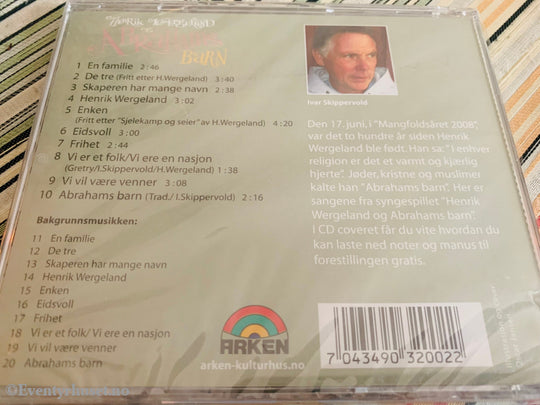 Henrik Wergeland
BARN
1 En familie 2:46
2 De tre (Fritt etter H.Wergeland) 3:40
3 Skaperen har mange navn 2:38
4 Henrik Wergeland 3:02
5 Enken
(Fritt etter "Sjelekamp og seier" av H.Wergeland) 4:20
6 Eidsvoll 3:00
7 Frihet 2:44
8 Vi er et folk/Vi ere en nasjon
(Gretry/I.Skippervold/H.Wergeland) 1:38
9 Vi vil være venner 3:08
10 Abrahams barn (Trad./I.Skippervold) 2:16
Bakgrunnsmusikken:
11 En familie
12 De tre
13 Skaperen har mange navn
14 Henrik Wergeland
15 Enken
16 Eidsvoll
17 Frihet
18 Vi er et folk/ Vi ere en nasjon
19 Vi vil være venner
20 Abrahams barn
Ivar Skippervold
Den 17. juni, i "Mangfoldsåret 2008",
var det to hundre år siden Henrik
Wergeland ble født. Han sa: "I enhver
religion er det et varmt og kjærlig
hjerte". Jøder, kristne og muslimer
kalte han "Abrahams barn". Her er
sangene fra syngespillet "Henrik
Wergeland og Abrahams barn".
I CD coveret får du vite hvordan du
kan laste ned noter og manus til
forestillingen gratis.
ARKEN
arken-kulturhus.no
7 043490 320022
© Eventyrhuset.no